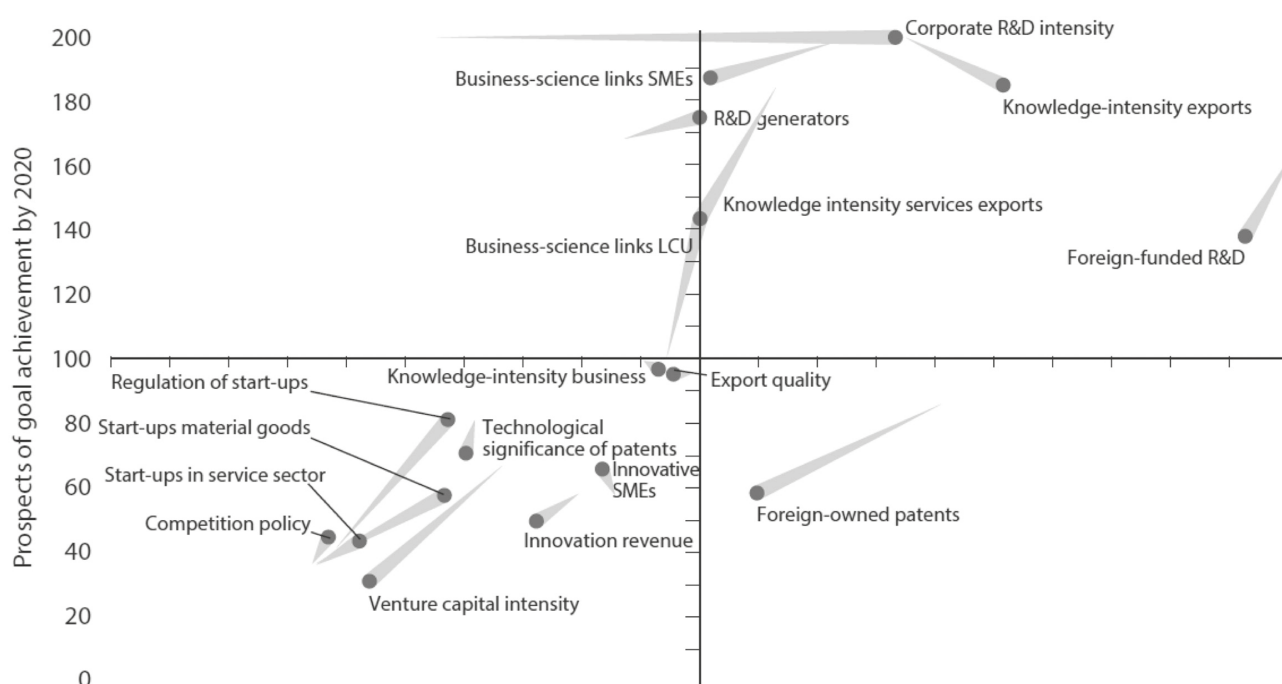 Prospects of goal achievement by 2020
200
180
160
140
120
100
80
60
40
20
0
Corporate R&D intensity
Business-science links SMEs
Knowledge-intensity exports
R&D generators
Knowledge intensity services exports
Business-science links LCU
Foreign-funded R&D
Regulation of start-ups
Knowledge-intensity business
Export quality
Start-ups material goods
Technological
significance of patents
Start-ups in service sector
Innovative
SMEs
Competition policy
Foreign-owned patents
Innovation revenue
Venture capital intensity